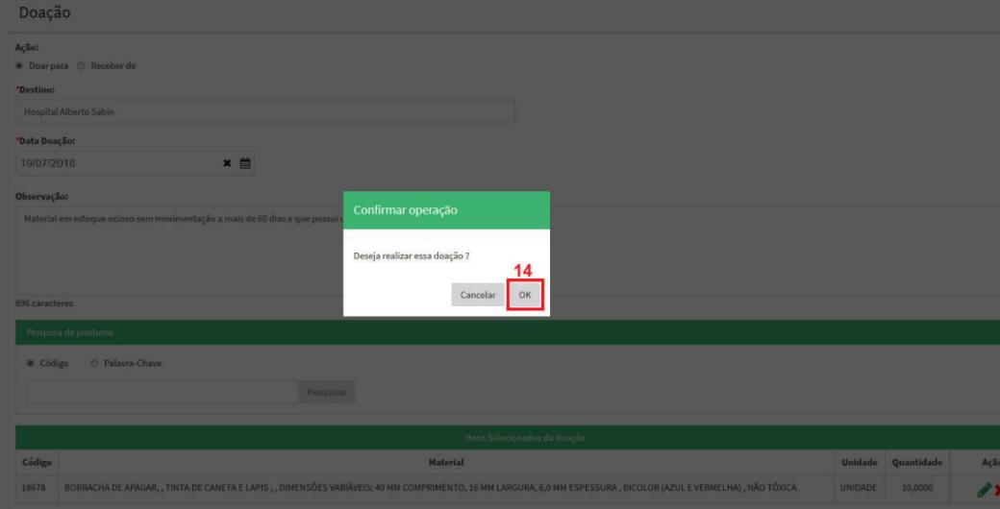 Doação
Ação:
Doar para Receber de
*Destino:
Hospital Alberto Sabin
*Data Doação:
19/07/2018
Observação:
Material em estoque ocioso sem movimentação a mais de 60 dias e que possui
Confirmar operação
Deseja realizar essa doação ?
14
Cancelar OK
896 caracteres
Pesquisa de produtos
Código Palavra-Chave
Pesquisar
Itens Selecionados da doação
Código Material Unidade Quantidade Ação
18678 BORRACHA DE APAGAR, , TINTA DE CANETA E LAPIS , , DIMENSÕES VARIÁVEIS: 40 MM COMPRIMENTO, 16 MM LARGURA, 6,0 MM ESPESSURA , BICOLOR (AZUL E VERMELHA) , NÃO TÓXICA UNIDADE 10,0000